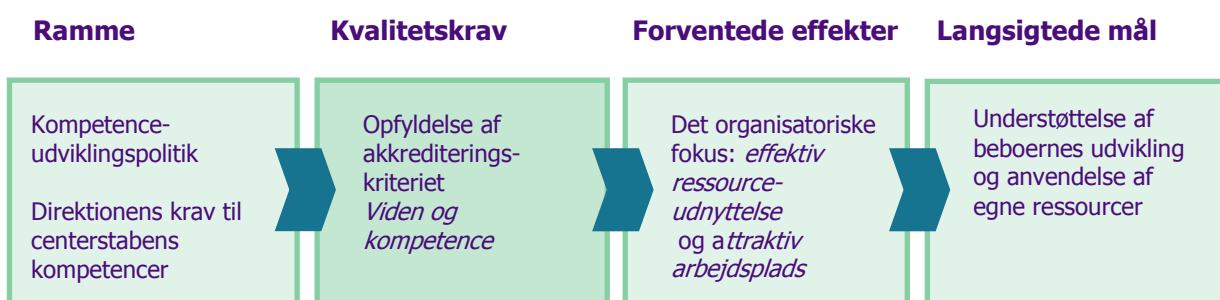 Ramme
Kvalitetskrav
Forventede effekter
Langsigtede mål
Kompetence-
udviklingspolitik
Direktionens krav til
centerstabens
kompetencer
Opfyldelse af
akkrediterings-
kriteriet
Viden og
kompetence
Det organisatoriske
fokus: effektiv
ressource-
udnyttelse
og attraktiv
arbejdsplads
Understøttelse af
beboernes udvikling
og anvendelse af
egne ressourcer